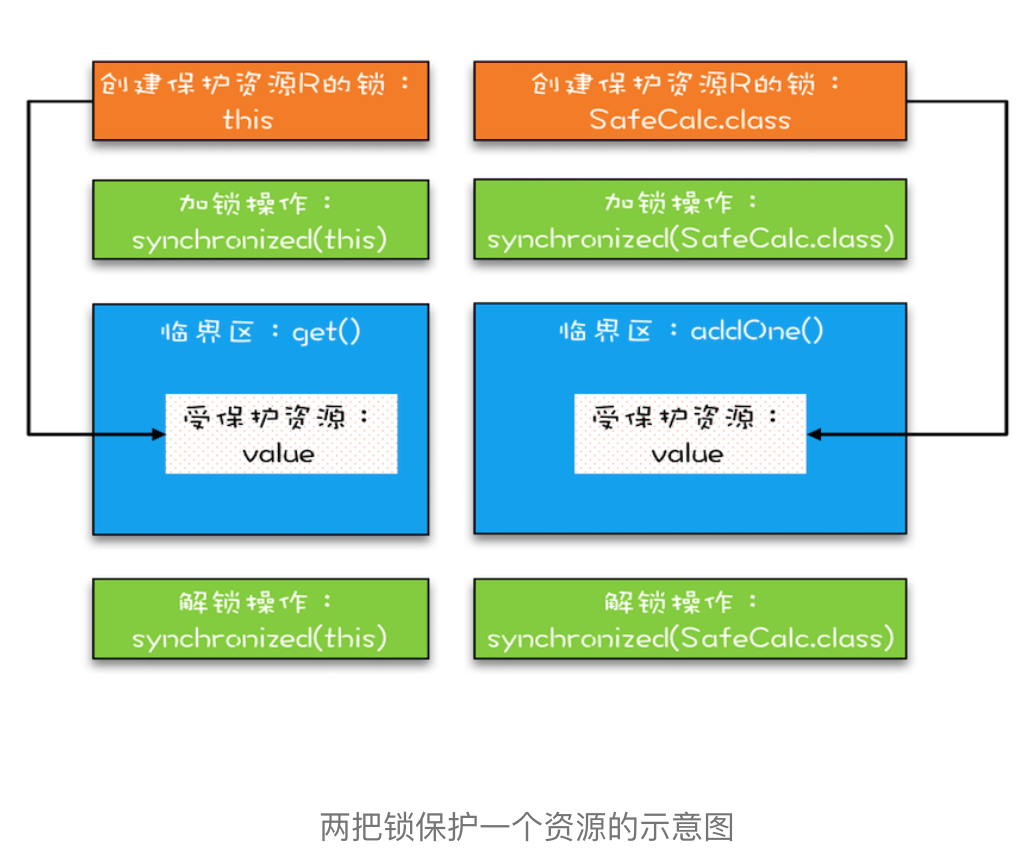 创建保护资源R的锁：
this
创建保护资源R的锁：
SafeCalc.class
加锁操作：
synchronized(this)
加锁操作：
synchronized(SafeCalc.class)
临界区：get()
受保护资源：
value
临界区：addOne()
受保护资源：
value
解锁操作：
synchronized(this)
解锁操作：
synchronized(SafeCalc.class)
两把锁保护一个资源的示意图